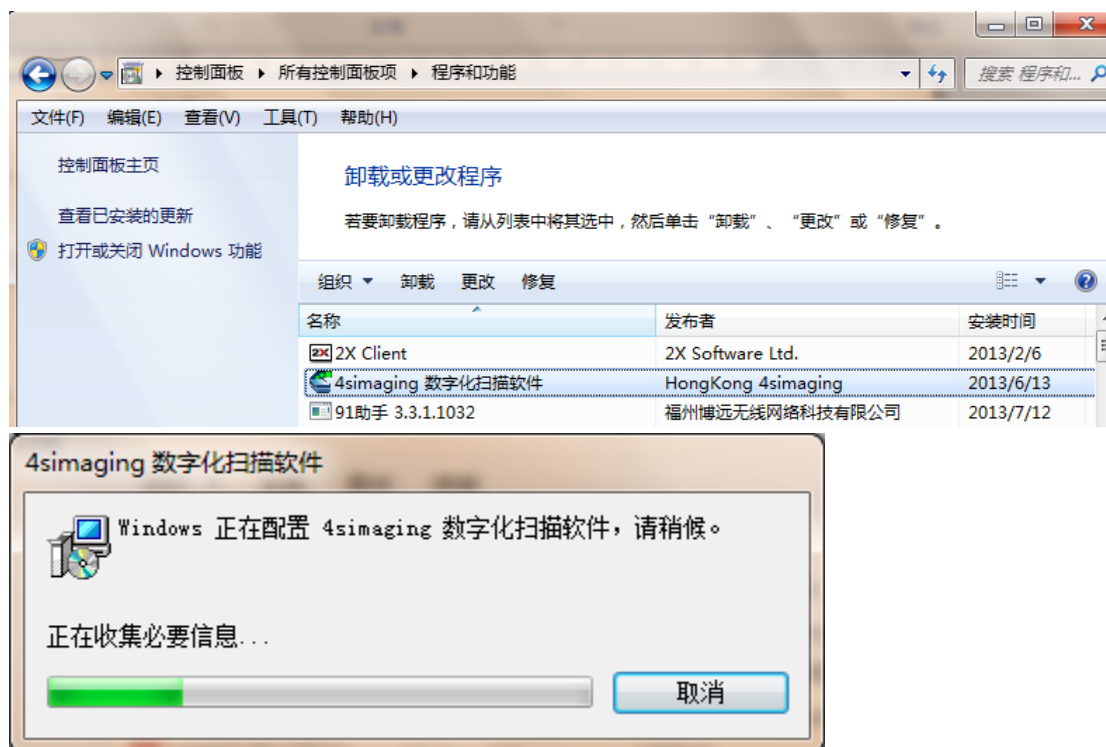 控制面板 ▸ 所有控制面板项 ▸ 程序和功能
搜索 程序和...
文件(F) 编辑(E) 查看(V) 工具(T) 帮助(H)
控制面板主页
查看已安装的更新
打开或关闭 Windows 功能
卸载或更改程序
若要卸载程序，请从列表中将其选中，然后单击“卸载”、“更改”或“修复”。
组织 卸载 更改 修复
名称 发布者 安装时间
2X 2X Client 2X Software Ltd. 2013/2/6
4simaging 数字化扫描软件 HongKong 4simaging 2013/6/13
91助手 3.3.1.1032 福州博远无线网络科技有限公司 2013/7/12
4simaging 数字化扫描软件
Windows 正在配置 4simaging 数字化扫描软件，请稍候。
正在收集必要信息...
取消